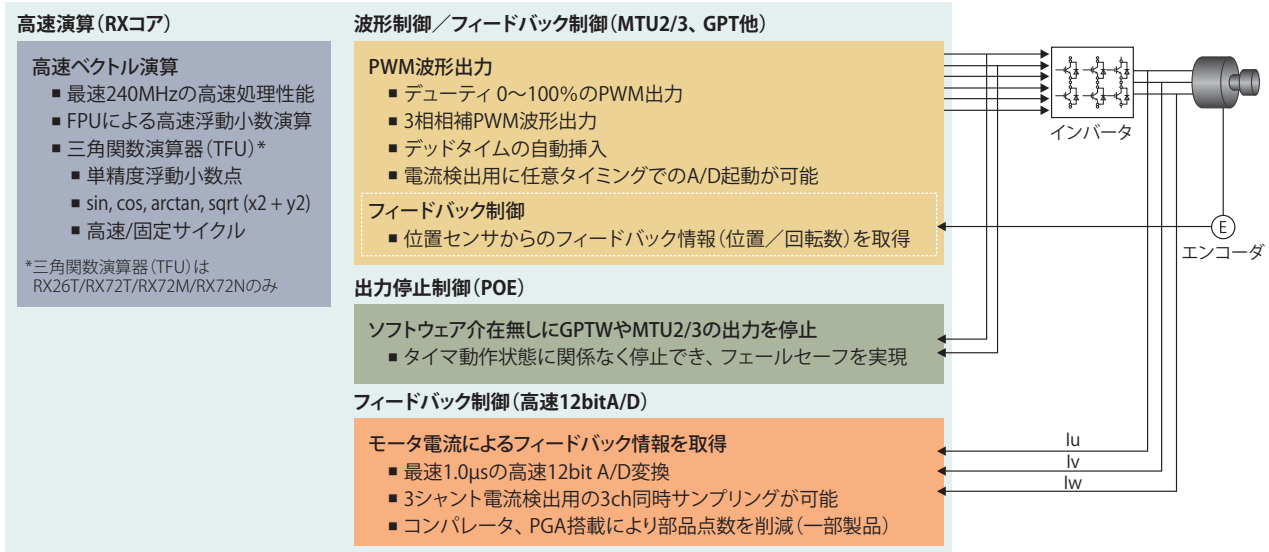 高速演算（RXコア）
高速ベクトル演算
■ 最速240MHzの高速処理性能
■ FPUによる高速浮動小数演算
■ 三角関数演算器（TFU）*
■ 単精度浮動小数点
■ sin, cos, arctan, sqrt (x2 + y2)
■ 高速/固定サイクル
*三角関数演算器（TFU）は
RX26T/RX72T/RX72M/RX72Nのみ
波形制御／フィードバック制御（MTU2/3、GPT他）
PWM波形出力
■ デューティ 0～100％のPWM出力
■ 3相相補PWM波形出力
■ デッドタイムの自動挿入
■ 電流検出用に任意タイミングでのA/D起動が可能
フィードバック制御
■ 位置センサからのフィードバック情報（位置／回転数）を取得
出力停止制御（POE）
ソフトウェア介在無しにGPTWやMTU2/3の出力を停止
■ タイマ動作状態に関係なく停止でき、フェールセーフを実現
フィードバック制御（高速12bitA/D）
モータ電流によるフィードバック情報を取得
■ 最速1.0μsの高速12bit A/D変換
■ 3シャント電流検出用の3ch同時サンプリングが可能
■ コンパレータ、PGA搭載により部品点数を削減（一部製品）
インバータ
E
エンコーダ
Iu
Iv
Iw